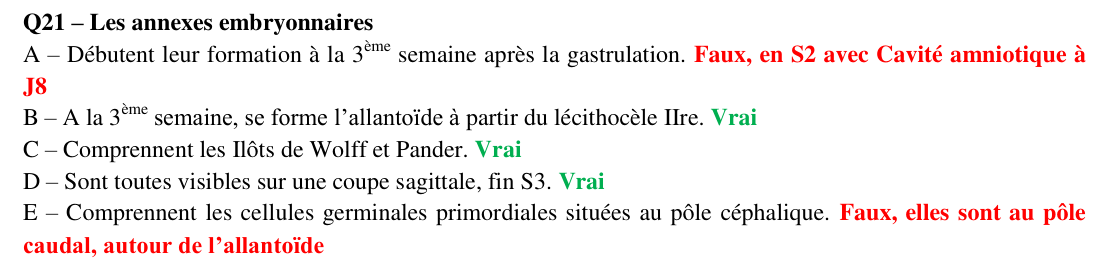 Q21 – Les annexes embryonnaires
A – Débutent leur formation à la 3ème semaine après la gastrulation. Faux, en S2 avec Cavité amniotique à
J8
B – A la 3ème semaine, se forme l’allantoïde à partir du lécithocèle IIre. Vrai
C – Comprennent les Ilôts de Wolff et Pander. Vrai
D – Sont toutes visibles sur une coupe sagittale, fin S3. Vrai
E – Comprennent les cellules germinales primordiales situées au pôle céphalique. Faux, elles sont au pôle
caudal, autour de l’allantoïde